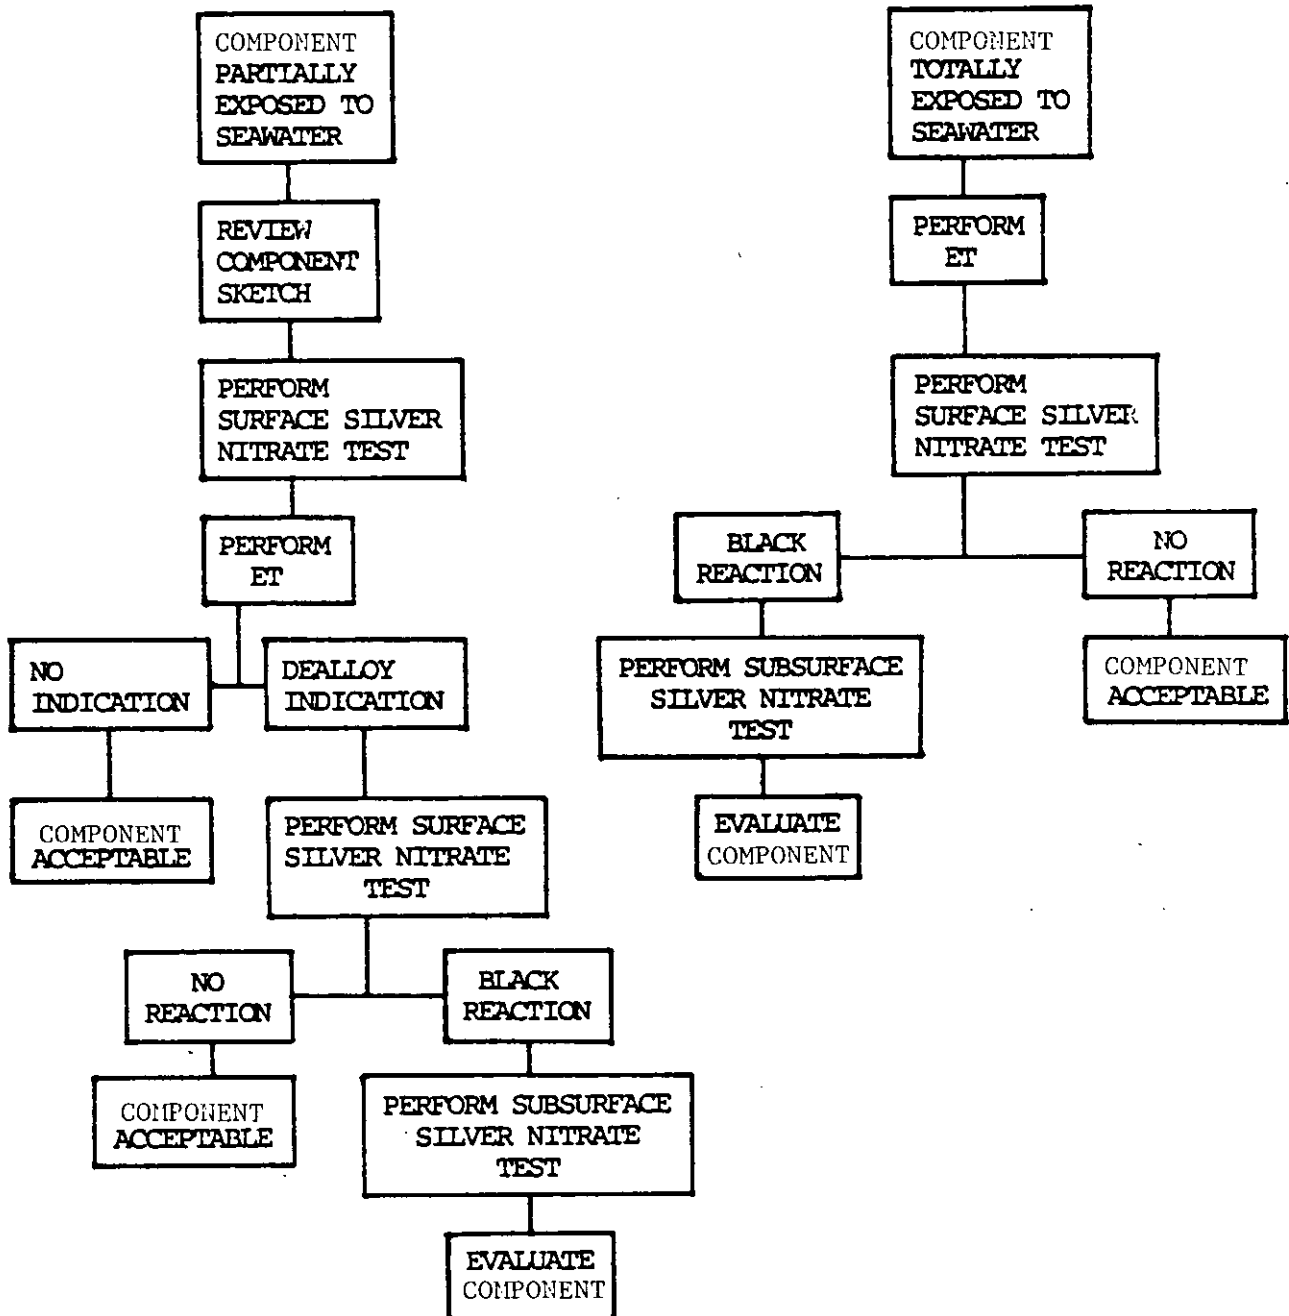 COMPONENT
PARTIALLY
EXPOSED TO
SEAWATER
REVIEW
COMPONENT
SKETCH
PERFORM
SURFACE SILVER
NITRATE TEST
PERFORM
ET
NO
INDICATION
DEALLOY
INDICATION
COMPONENT
ACCEPTABLE
PERFORM SURFACE
SILVER NITRATE
TEST
NO
REACTION
BLACK
REACTION
COMPONENT
ACCEPTABLE
PERFORM SUBSURFACE
SILVER NITRATE
TEST
EVALUATE
COMPONENT
COMPONENT
TOTALLY
EXPOSED TO
SEAWATER
PERFORM
ET
PERFORM
SURFACE SILVER
NITRATE TEST
BLACK
REACTION
NO
REACTION
PERFORM SUBSURFACE
SILVER NITRATE
TEST
COMPONENT
ACCEPTABLE
EVALUATE
COMPONENT